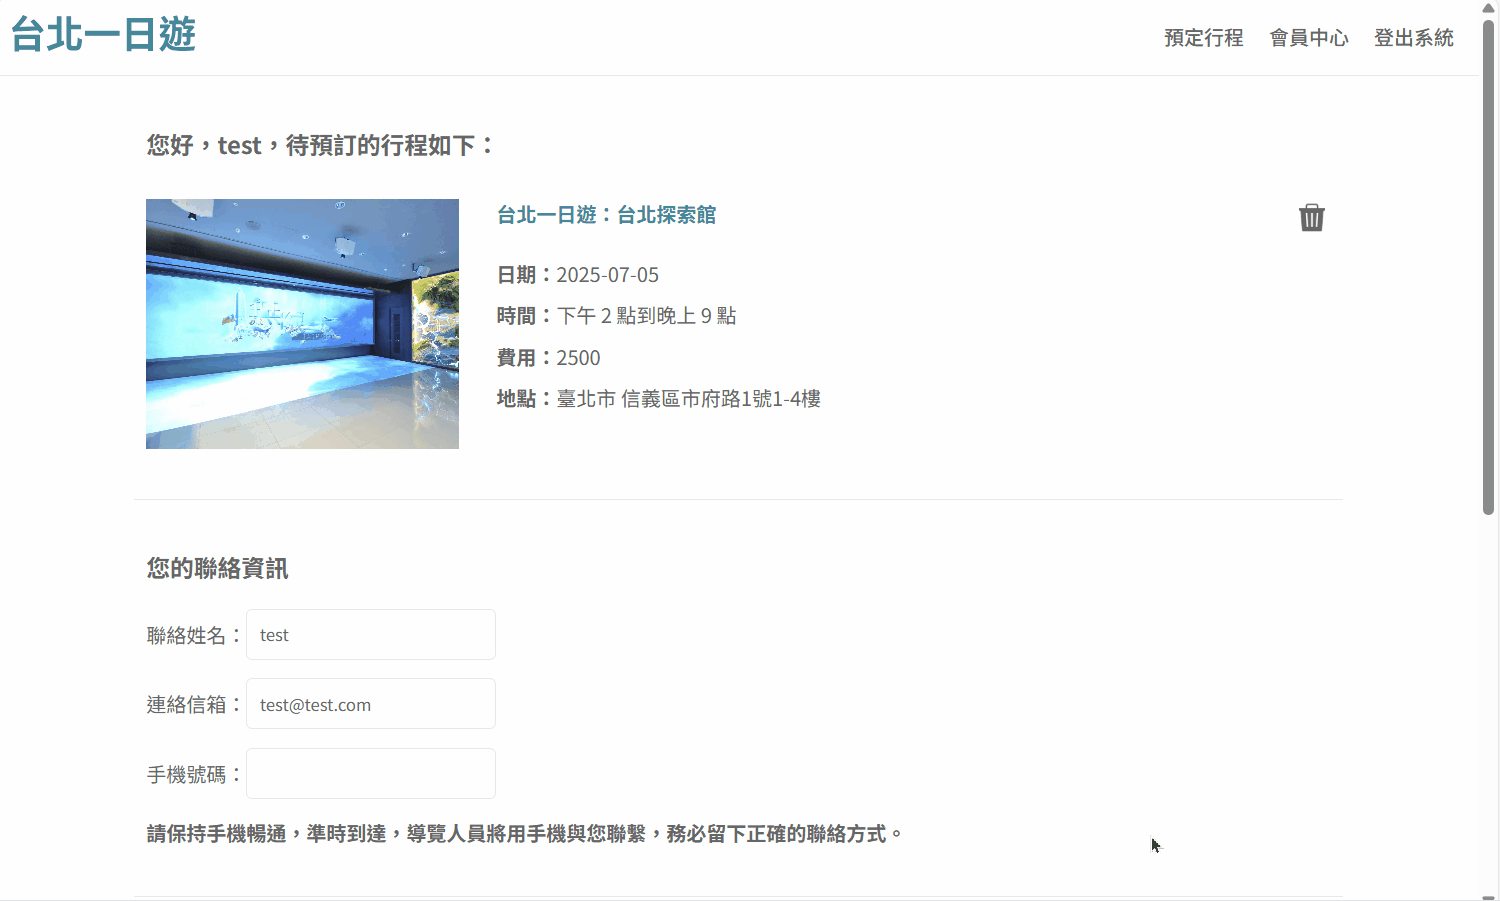 台北一日遊
預定行程 會員中心 登出系統
您好，test，待預訂的行程如下：
台北一日遊：台北探索館
日期：2025-07-05
時間：下午 2 點到晚上 9 點
費用：2500
地點：臺北市 信義區市府路1號1-4樓
您的聯絡資訊
聯絡姓名：test
連絡信箱：test@test.com
手機號碼：
請保持手機暢通，準時到達，導覽人員將用手機與您聯繫，務必留下正確的聯絡方式。